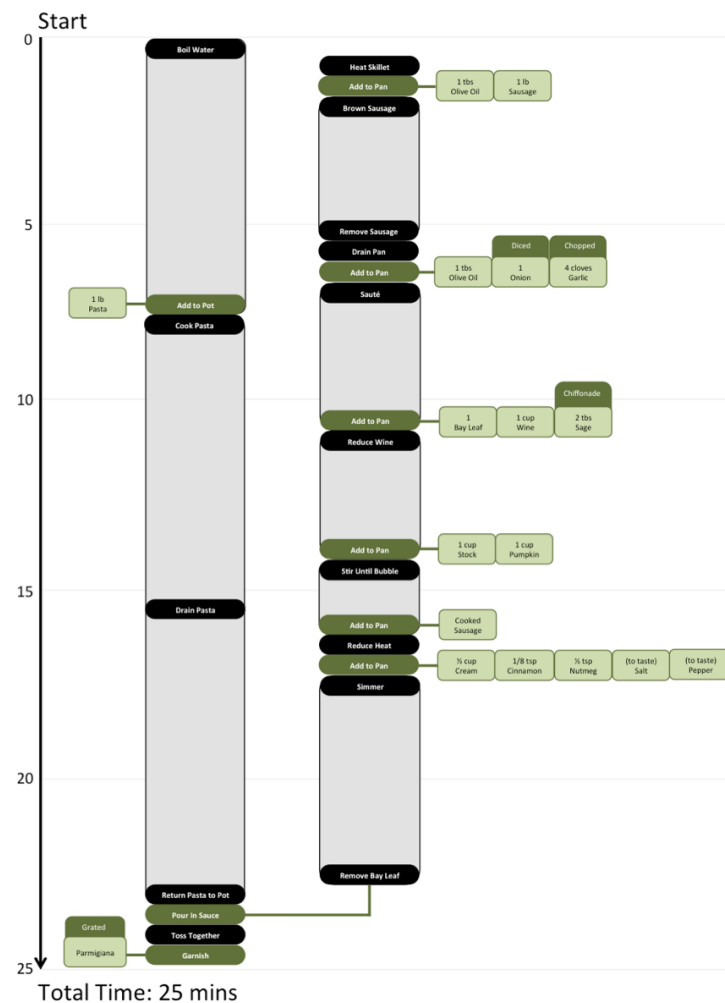 Start
0
Boil Water
Heat Skillet
Add to Pan
1 tbs
Olive Oil
1 lb
Sausage
Brown Sausage
5
Remove Sausage
Drain Pan
Diced
Chopped
Add to Pan
1 tbs
Olive Oil
1
Onion
4 cloves
Garlic
Sauté
1 lb
Pasta
Add to Pot
Cook Pasta
10
Chiffonade
Add to Pan
1
Bay Leaf
1 cup
Wine
2 tbs
Sage
Reduce Wine
Add to Pan
1 cup
Stock
1 cup
Pumpkin
Stir Until Bubble
15
Drain Pasta
Add to Pan
Cooked
Sausage
Reduce Heat
Add to Pan
½ cup
Cream
1/8 tsp
Cinnamon
½ tsp
Nutmeg
(to taste)
Salt
(to taste)
Pepper
Simmer
20
Remove Bay Leaf
Return Pasta to Pot
Pour In Sauce
Grated
Toss Together
Parmigiana
Garnish
25
Total Time: 25 mins